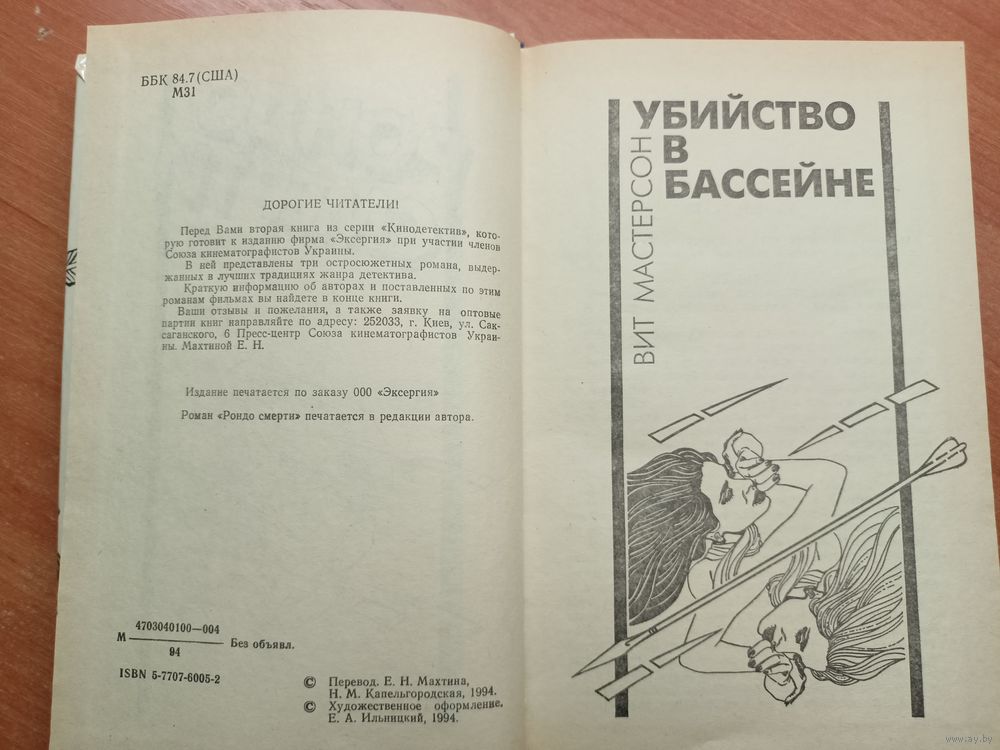 ББК 84.7(США)
М31
ДОРОГИЕ ЧИТАТЕЛИ!
Перед Вами вторая книга из серии «Кинодетектив», кото-
рую готовит к изданию фирма «Эксергия» при участии членов
Союза кинематографистов Украины.
В ней представлены три остросюжетных романа, выдер-
жанных в лучших традициях жанра детектива.
Краткую информацию об авторах и поставленных по этим
романам фильмах вы найдете в конце книги.
Ваши отзывы и пожелания, а также заявку на оптовые
партии книг направляйте по адресу: 252033, г. Киев, ул. Сак-
саганского, 6 Пресс-центр Союза кинематографистов Украи-
ны. Махтиной Е. Н.
Издание печатается по заказу ООО «Эксергия»
Роман «Рондо смерти» печатается в редакции автора.
М 4703040100—004
94
Без объявл.
ISBN 5-7707-6005-2
© Перевод. Е. Н. Махтина,
Н. М. Капельгородская, 1994.
© Художественное оформление.
Е. А. Ильницкий, 1994.
УБИЙСТВО
В
БАССЕЙНЕ
ВИТ МАСТЕРСОН
www.ay.by